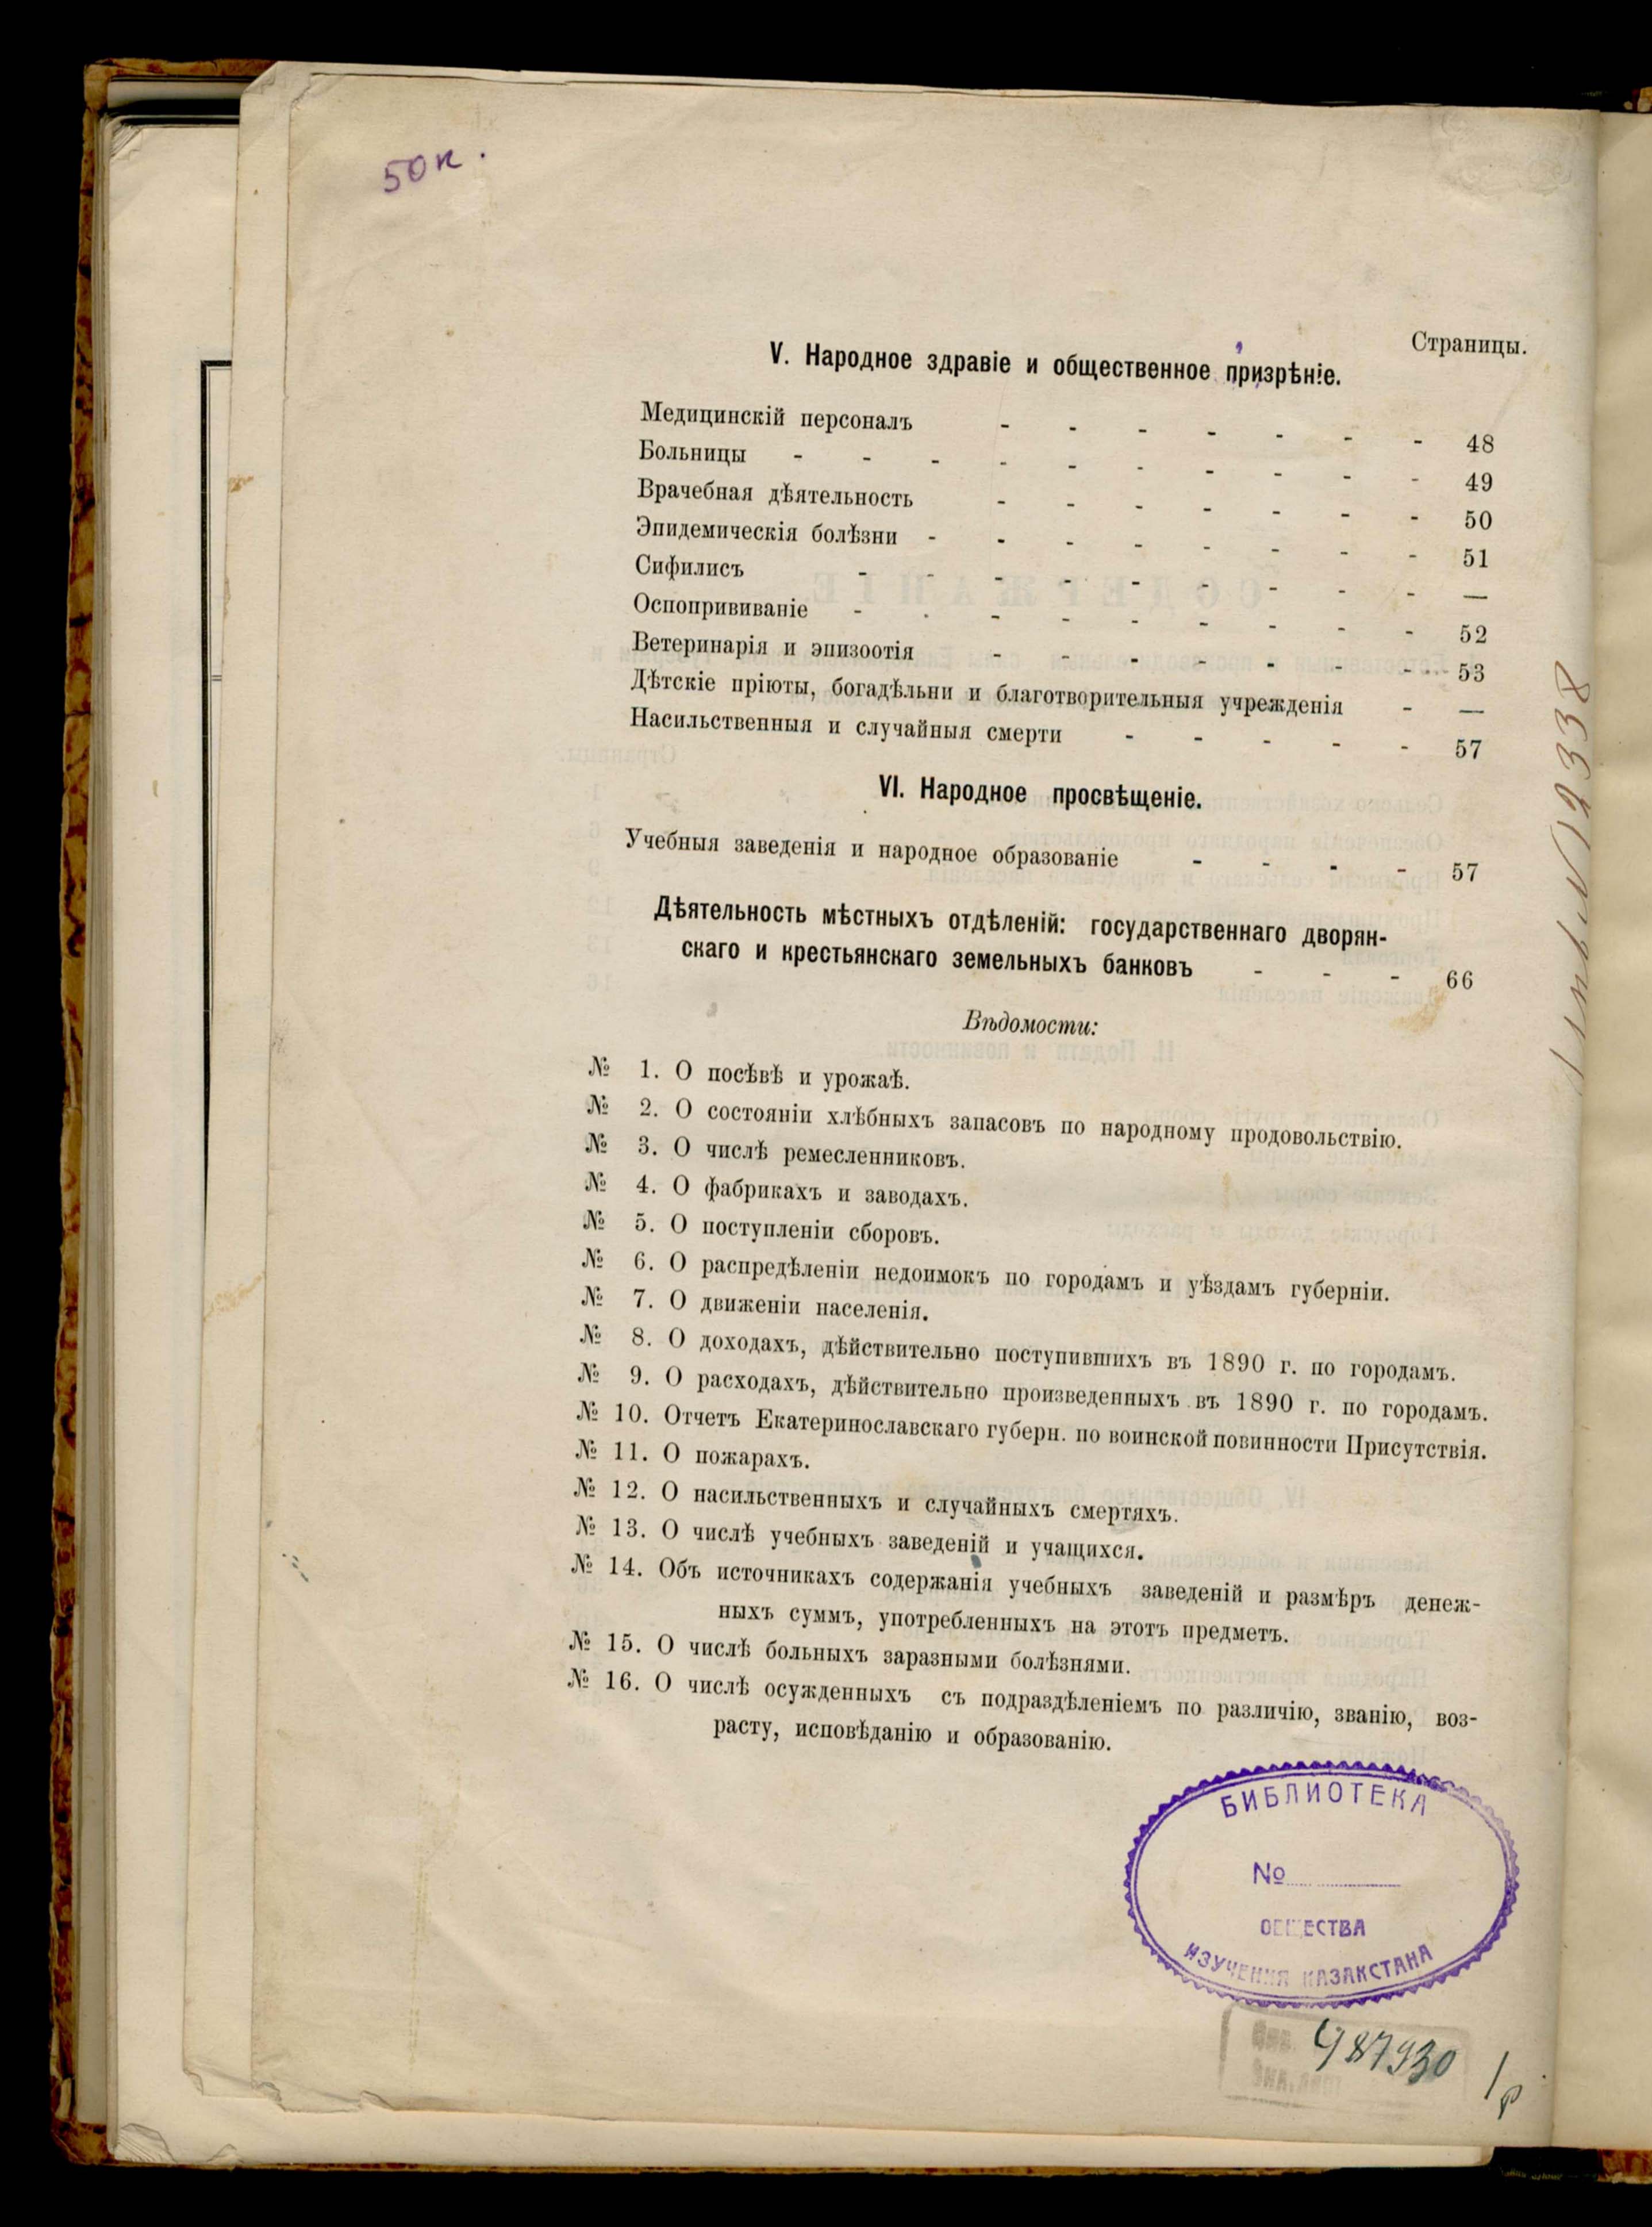 50 к.
Страницы.
V. Народное здравіе и общественное призрѣніе.
Медицинскій персоналъ - - - - - - - 48
Больницы - - - - - - - - - - 49
Врачебная дѣятельность - - - - - - - 50
Эпидемическія болѣзни - - - - - - - - 51
Сифилисъ - - - - - - - - - —
Оспопрививаніе - - - - - - - - - 52
Ветеринарія и эпизоотія - - - - - - - 53
Дѣтскіе пріюты, богадѣльни и благотворительныя учрежденія - —
Насильственныя и случайныя смерти - - - - - 57
VI. Народное просвѣщеніе.
Учебныя заведенія и народное образованіе - - - - 57
Дѣятельность мѣстныхъ отдѣленій: государственнаго дворян-
скаго и крестьянскаго земельныхъ банковъ - - - 66
Вѣдомости:
№ 1. О посѣвѣ и урожаѣ.
№ 2. О состояніи хлѣбныхъ запасовъ по народному продовольствію.
№ 3. О числѣ ремесленниковъ.
№ 4. О фабрикахъ и заводахъ.
№ 5. О поступленіи сборовъ.
№ 6. О распредѣленіи недоимокъ по городамъ и уѣздамъ губерніи.
№ 7. О движеніи населенія.
№ 8. О доходахъ, дѣйствительно поступившихъ въ 1890 г. по городамъ.
№ 9. О расходахъ, дѣйствительно произведенныхъ въ 1890 г. по городамъ.
№ 10. Отчетъ Екатеринославскаго губерн. по воинской повинности Присутствія.
№ 11. О пожарахъ.
№ 12. О насильственныхъ и случайныхъ смертяхъ.
№ 13. О числѣ учебныхъ заведеній и учащихся.
№ 14. Объ источникахъ содержанія учебныхъ заведеній и размѣръ денеж-
ныхъ суммъ, употребленныхъ на этотъ предметъ.
№ 15. О числѣ больныхъ заразными болѣзнями.
№ 16. О числѣ осужденныхъ съ подраздѣленіемъ по различію, званію, воз-
расту, исповѣданію и образованію.
БИБЛИОТЕКА
№
ОБЩЕСТВА
ИЗУЧЕНИЯ КАЗАКСТАНА
987930
12338